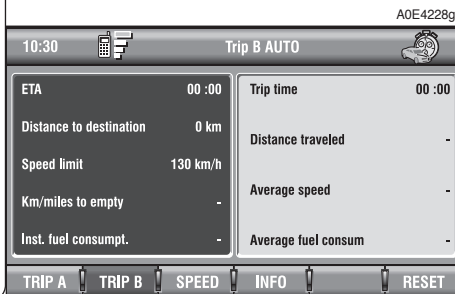 A0E4228g
10:30 Trip B AUTO
ETA 00 :00
Distance to destination 0 km
Speed limit 130 km/h
Km/miles to empty -
Inst. fuel consumpt. -
Trip time 00 :00
Distance traveled -
Average speed -
Average fuel consum -
TRIP A TRIP B SPEED INFO RESET